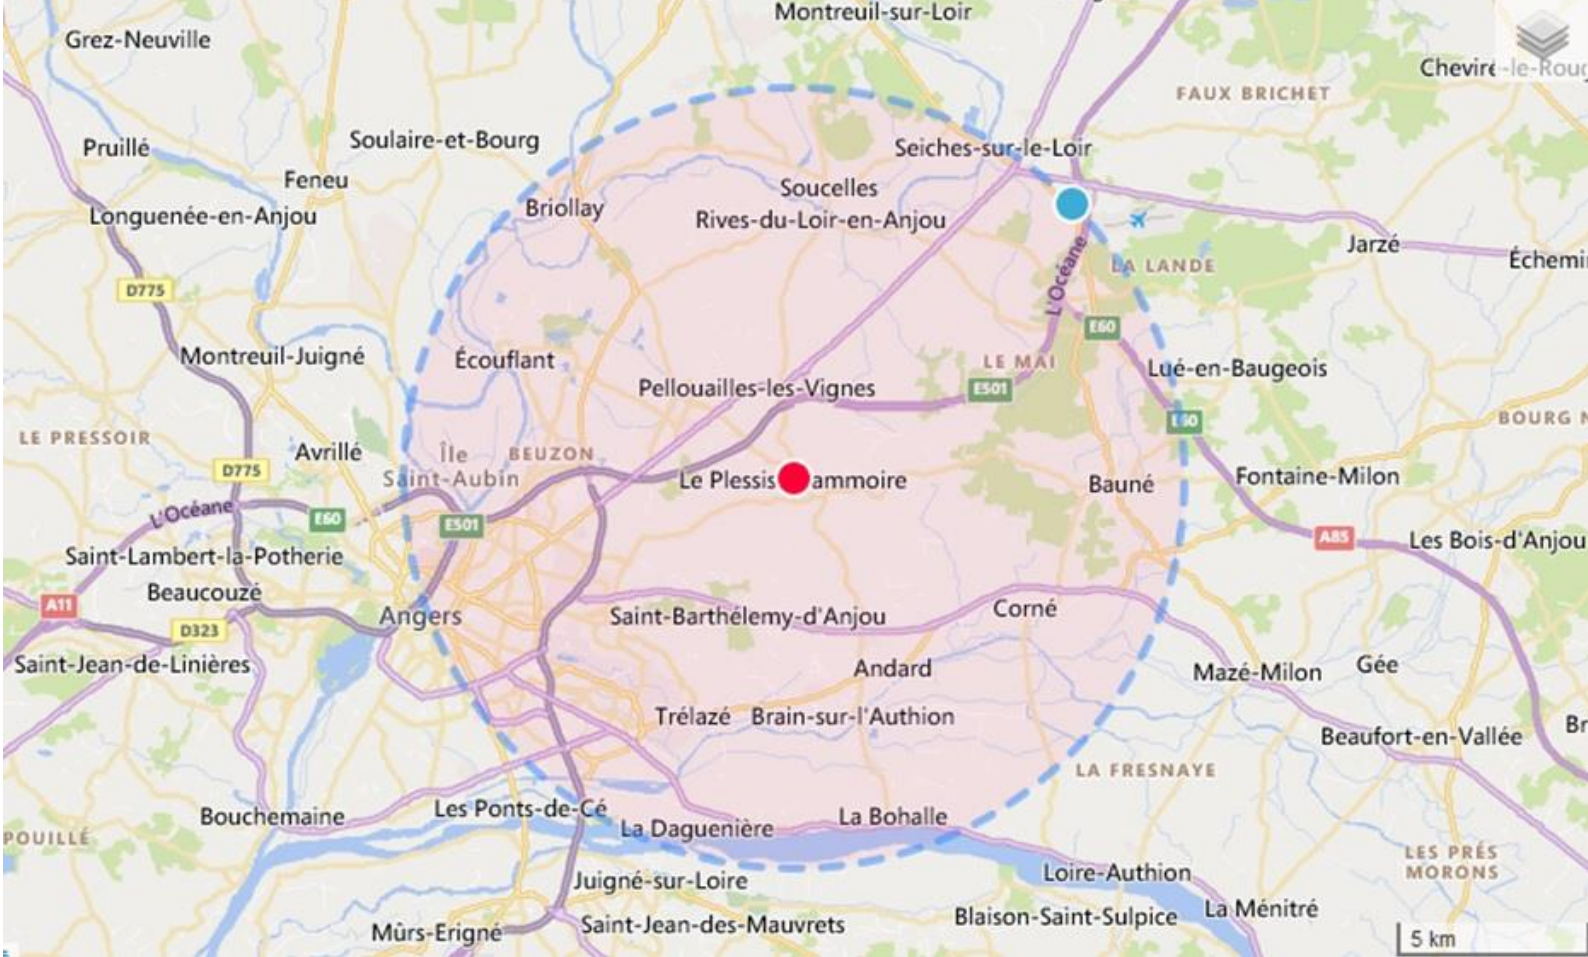 Montreuil-sur-Loir
Grez-Neuville
Cheviré-le-Roug
FAUX BRICHET
Soulaire-et-Bourg
Pruillé
Seiches-sur-le-Loir
Feneu
Soucelles
Briollay
Longuenée-en-Anjou
Rives-du-Loir-en-Anjou
Jarzé
Échemi
LA LANDE
L'Océane
D775
E60
Montreuil-Juigné
Écouflant
LE MAI
Lué-en-Baugeois
Pellouailles-les-Vignes
E501
BOURG N
E60
LE PRESSOIR
Avrillé
Île
Saint-Aubin
BEUZON
D775
Le Plessis ammoire
Bauné
Fontaine-Milon
L'Océane
E60
E501
A85
Les Bois-d'Anjou
Saint-Lambert-la-Potherie
Beaucouzé
A11
Angers
Saint-Barthélemy-d'Anjou
Corné
D323
Saint-Jean-de-Linières
Andard
Mazé-Milon
Gée
Trélazé
Brain-sur-l'Authion
Br
Beaufort-en-Vallée
LA FRESNAYE
Bouchemaine
Les Ponts-de-Cé
La Daguenière
La Bohalle
POUILLÉ
LES PRÉS
MORONS
Juigné-sur-Loire
Loire-Authion
Mûrs-Erigné
Saint-Jean-des-Mauvrets
Blaison-Saint-Sulpice
La Ménitré
5 km